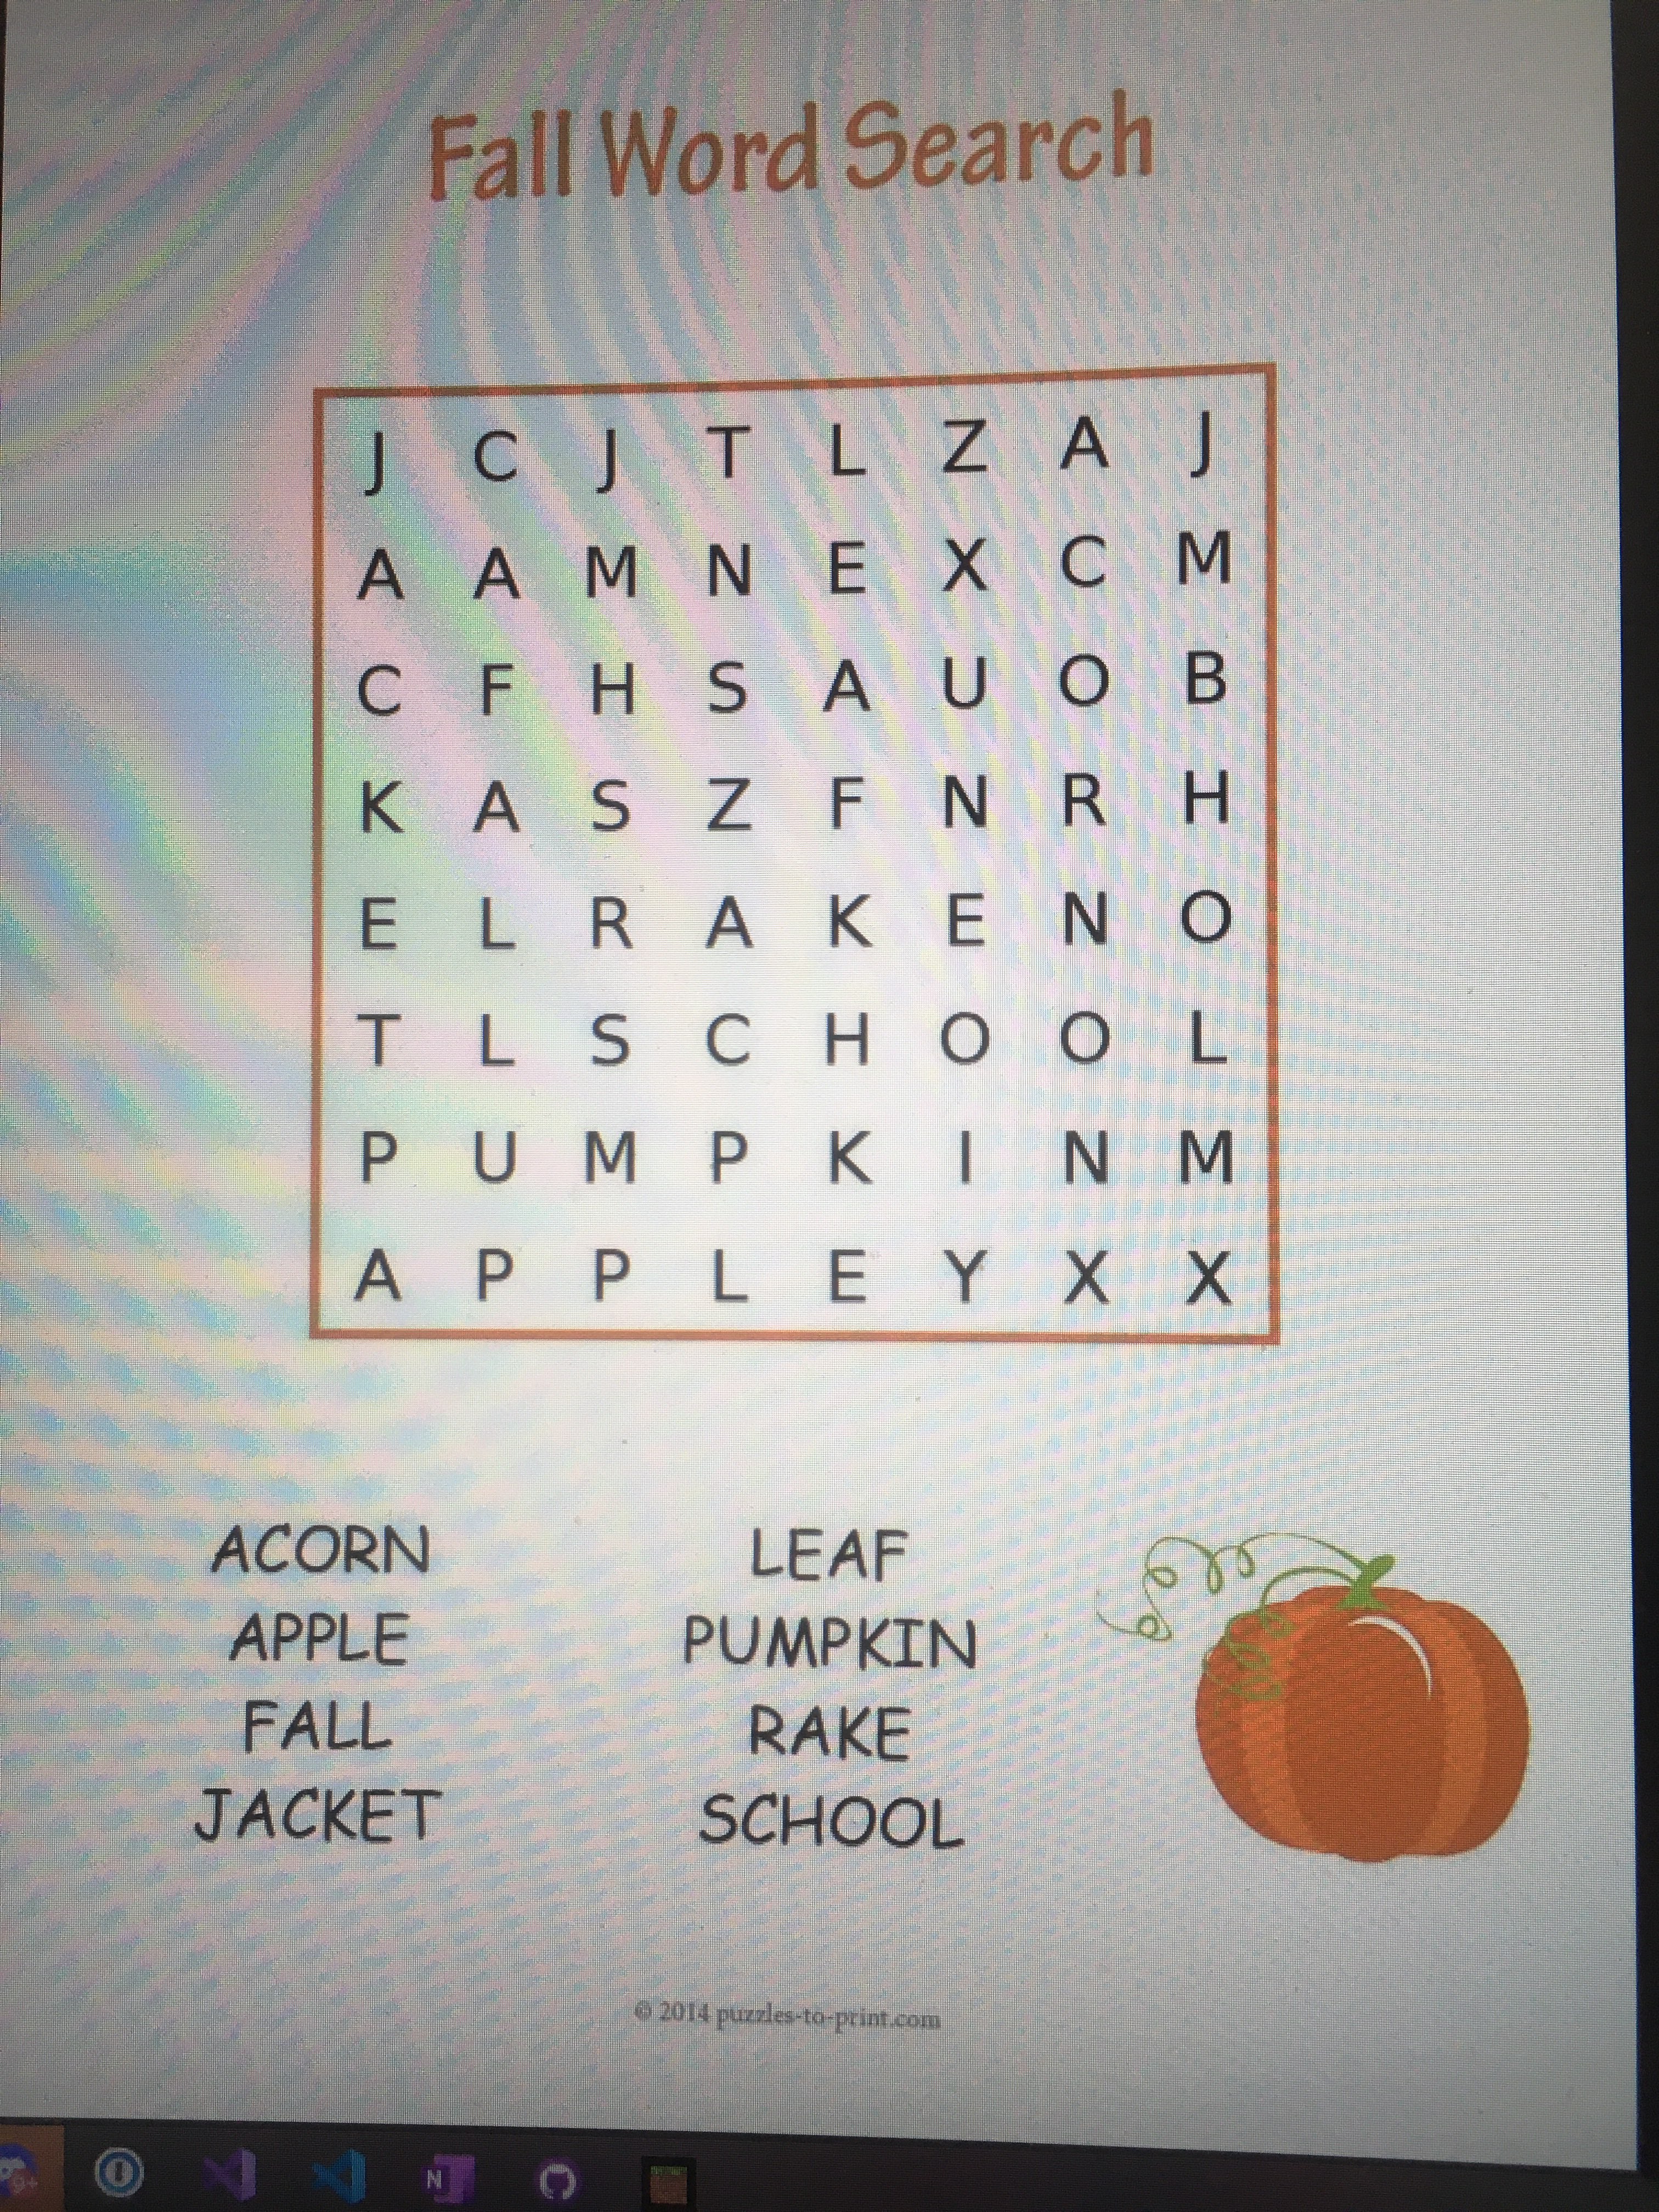 Fall Word Search
J C J T L Z A J
A A M N E X C M
C F H S A U O B
K A S Z F N R H
E L R A K E N O
T L S C H O O L
P U M P K I N M
A P P L E Y X X
ACORN LEAF
APPLE PUMPKIN
FALL RAKE
JACKET SCHOOL
© 2014 puzzles-to-print.com
N